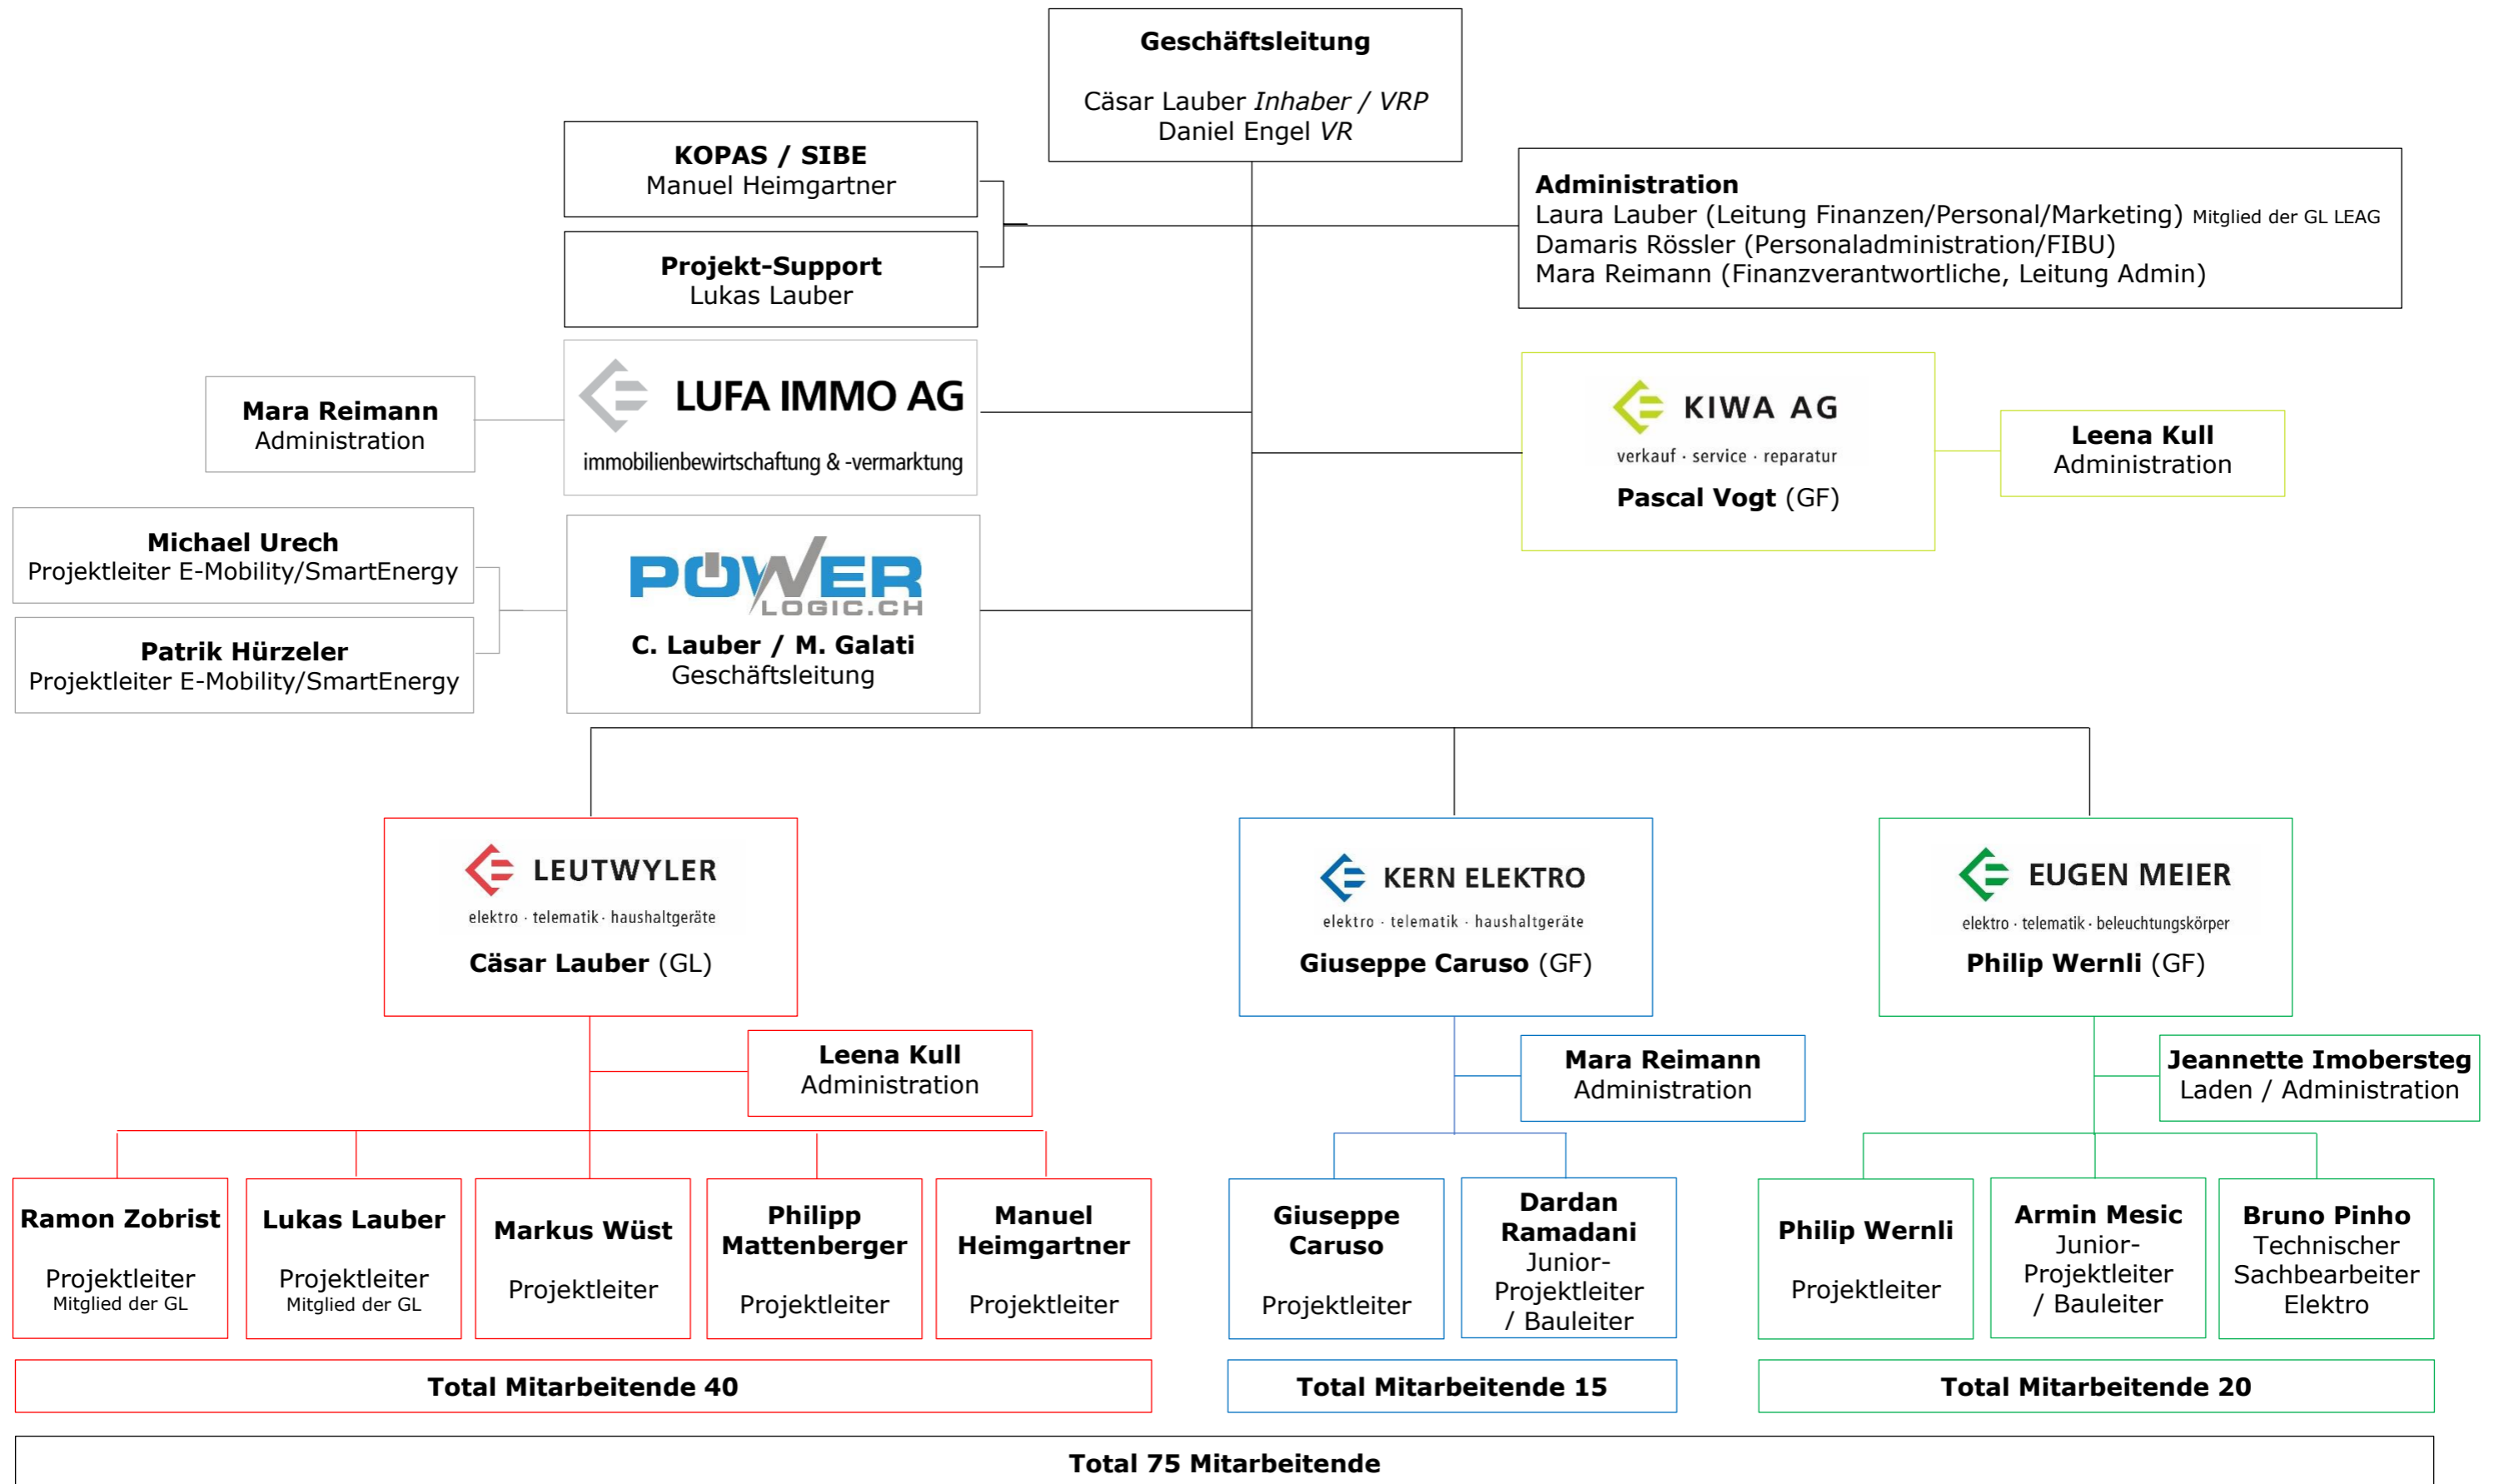 Geschäftsleitung
Cäsar Lauber Inhaber / VRP
Daniel Engel VR
KOPAS / SIBE
Manuel Heimgartner
Projekt-Support
Lukas Lauber
Administration
Laura Lauber (Leitung Finanzen/Personal/Marketing) Mitglied der GL LEAG
Damaris Rössler (Personaladministration/FIBU)
Mara Reimann (Finanzverantwortliche, Leitung Admin)
Mara Reimann
Administration
LUFA IMMO AG
immobilienbewirtschaftung & -vermarktung
KIWA AG
verkauf · service · reparatur
Pascal Vogt (GF)
Leena Kull
Administration
Michael Urech
Projektleiter E-Mobility/SmartEnergy
Patrik Hürzeler
Projektleiter E-Mobility/SmartEnergy
POWER
LOGIC.CH
C. Lauber / M. Galati
Geschäftsleitung
LEUTWYLER
elektro · telematik · haushaltgeräte
Cäsar Lauber (GL)
KERN ELEKTRO
elektro · telematik · haushaltgeräte
Giuseppe Caruso (GF)
EUGEN MEIER
elektro · telematik · beleuchtungskörper
Philip Wernli (GF)
Leena Kull
Administration
Mara Reimann
Administration
Jeannette Imobersteg
Laden / Administration
Ramon Zobrist
Projektleiter
Mitglied der GL
Lukas Lauber
Projektleiter
Mitglied der GL
Markus Wüst
Projektleiter
Philipp
Mattenberger
Projektleiter
Manuel
Heimgartner
Projektleiter
Giuseppe
Caruso
Projektleiter
Dardan
Ramadani
Junior-
Projektleiter
/ Bauleiter
Philip Wernli
Projektleiter
Armin Mesic
Junior-
Projektleiter
/ Bauleiter
Bruno Pinho
Technischer
Sachbearbeiter
Elektro
Total Mitarbeitende 40
Total Mitarbeitende 15
Total Mitarbeitende 20
Total 75 Mitarbeitende